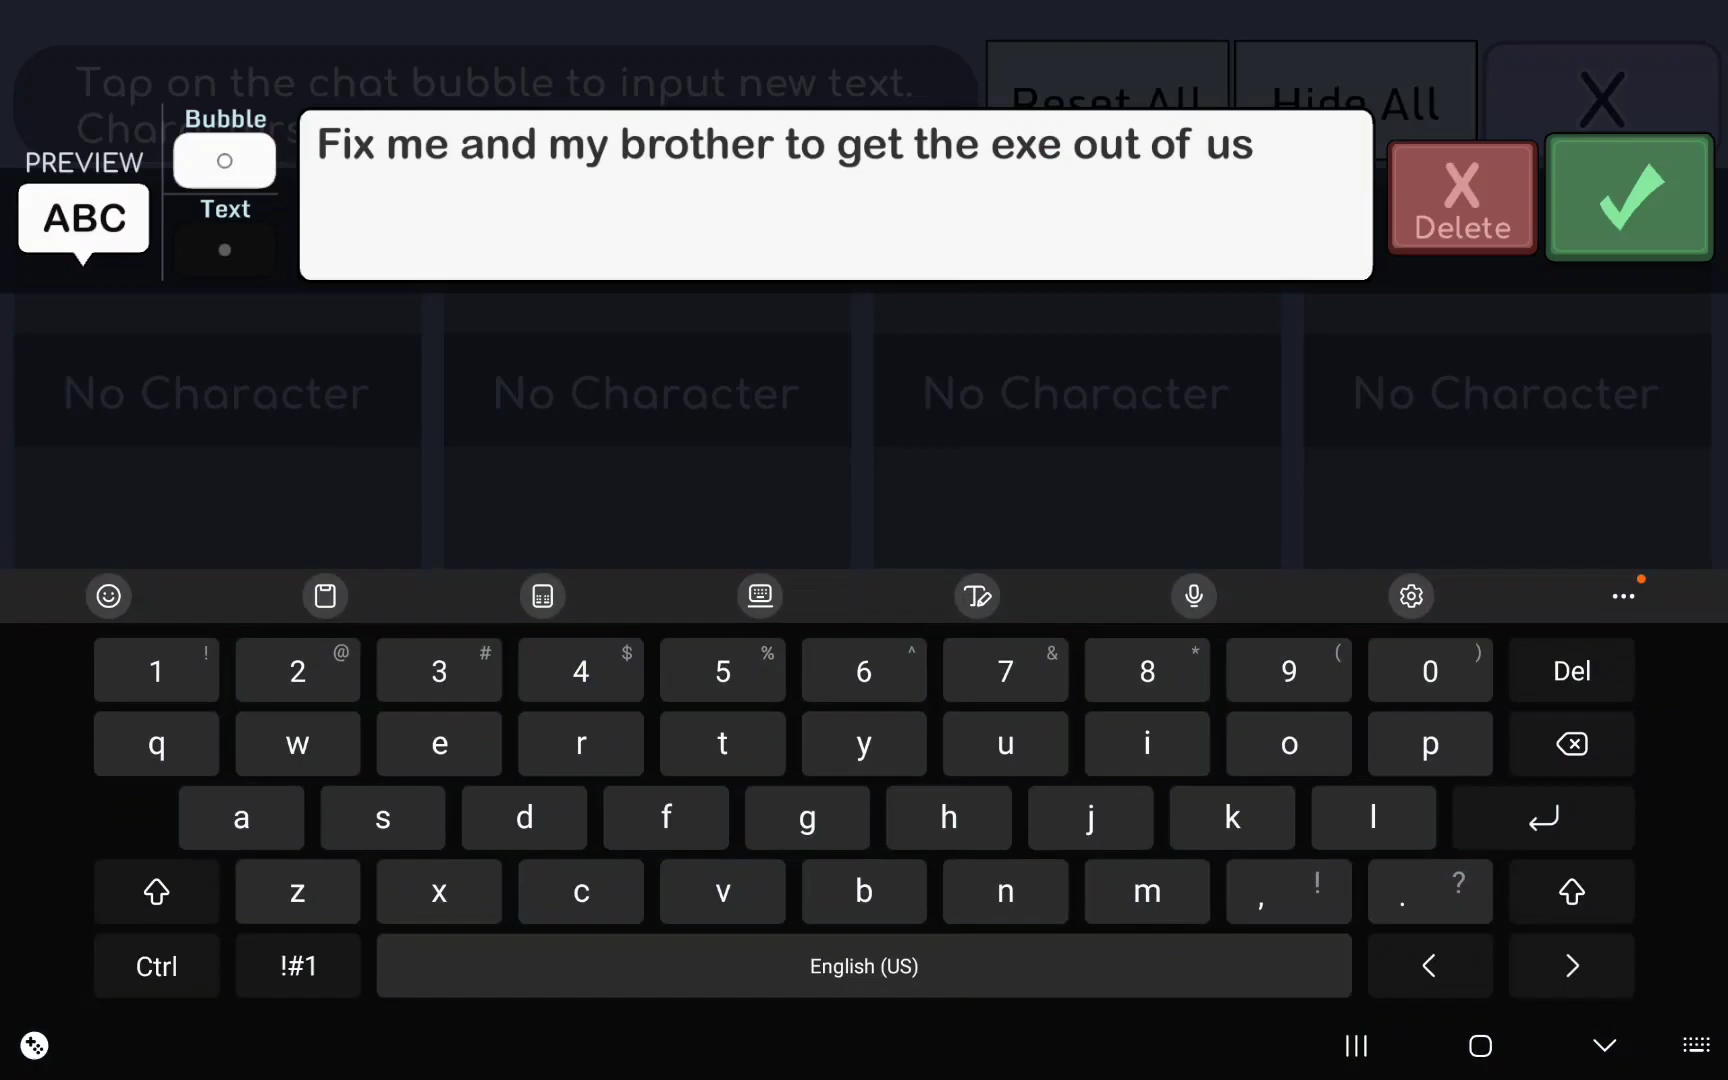 Tap on the chat bubble to input new text.
Characters
Reset All
Hide All
X
Bubble
PREVIEW
ABC
Text
Fix me and my brother to get the exe out of us
X
Delete
No Character
No Character
No Character
No Character
1 ! 2 @ 3 # 4 $ 5 % 6 ^ 7 & 8 * 9 ( 0 ) Del
q w e r t y u i o p
a s d f g h j k l
z x c v b n m , ! . ?
Ctrl !#1 English (US) < >